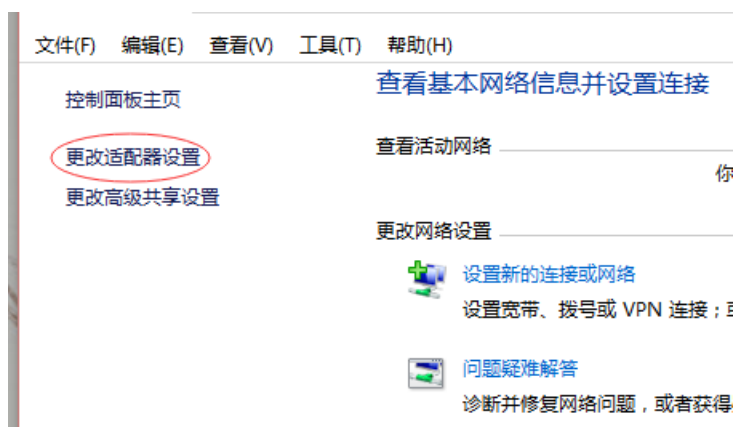 文件(F) 编辑(E) 查看(V) 工具(T) 帮助(H)
控制面板主页
更改适配器设置
更改高级共享设置
查看基本网络信息并设置连接
查看活动网络
你
更改网络设置
设置新的连接或网络
设置宽带、拨号或 VPN 连接；
问题疑难解答
诊断并修复网络问题，或者获得